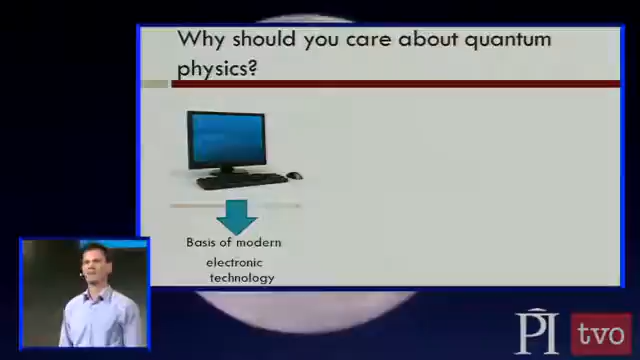 Why should you care about quantum
physics?
Basis of modern
electronic
technology
PI tvo